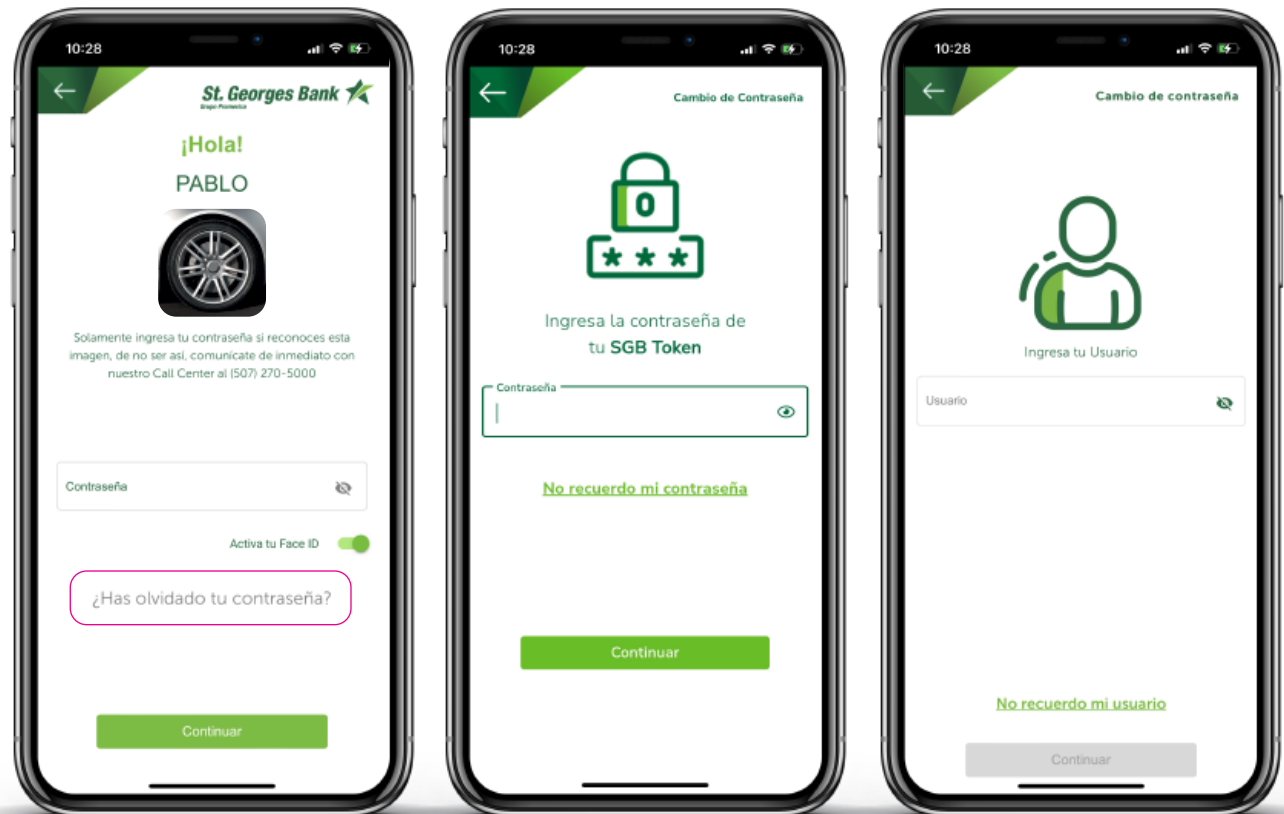 10:28
St. Georges Bank
Grupo Promerica
¡Hola!
PABLO
Solamente ingresa tu contraseña si reconoces esta
imagen, de no ser así, comunícate de inmediato con
nuestro Call Center al (507) 270-5000
Contraseña
Activa tu Face ID
¿Has olvidado tu contraseña?
Continuar
10:28
Cambio de Contraseña
0
* * *
Ingresa la contraseña de
tu SGB Token
Contraseña
No recuerdo mi contraseña
Continuar
10:28
Cambio de contraseña
Ingresa tu Usuario
Usuario
No recuerdo mi usuario
Continuar